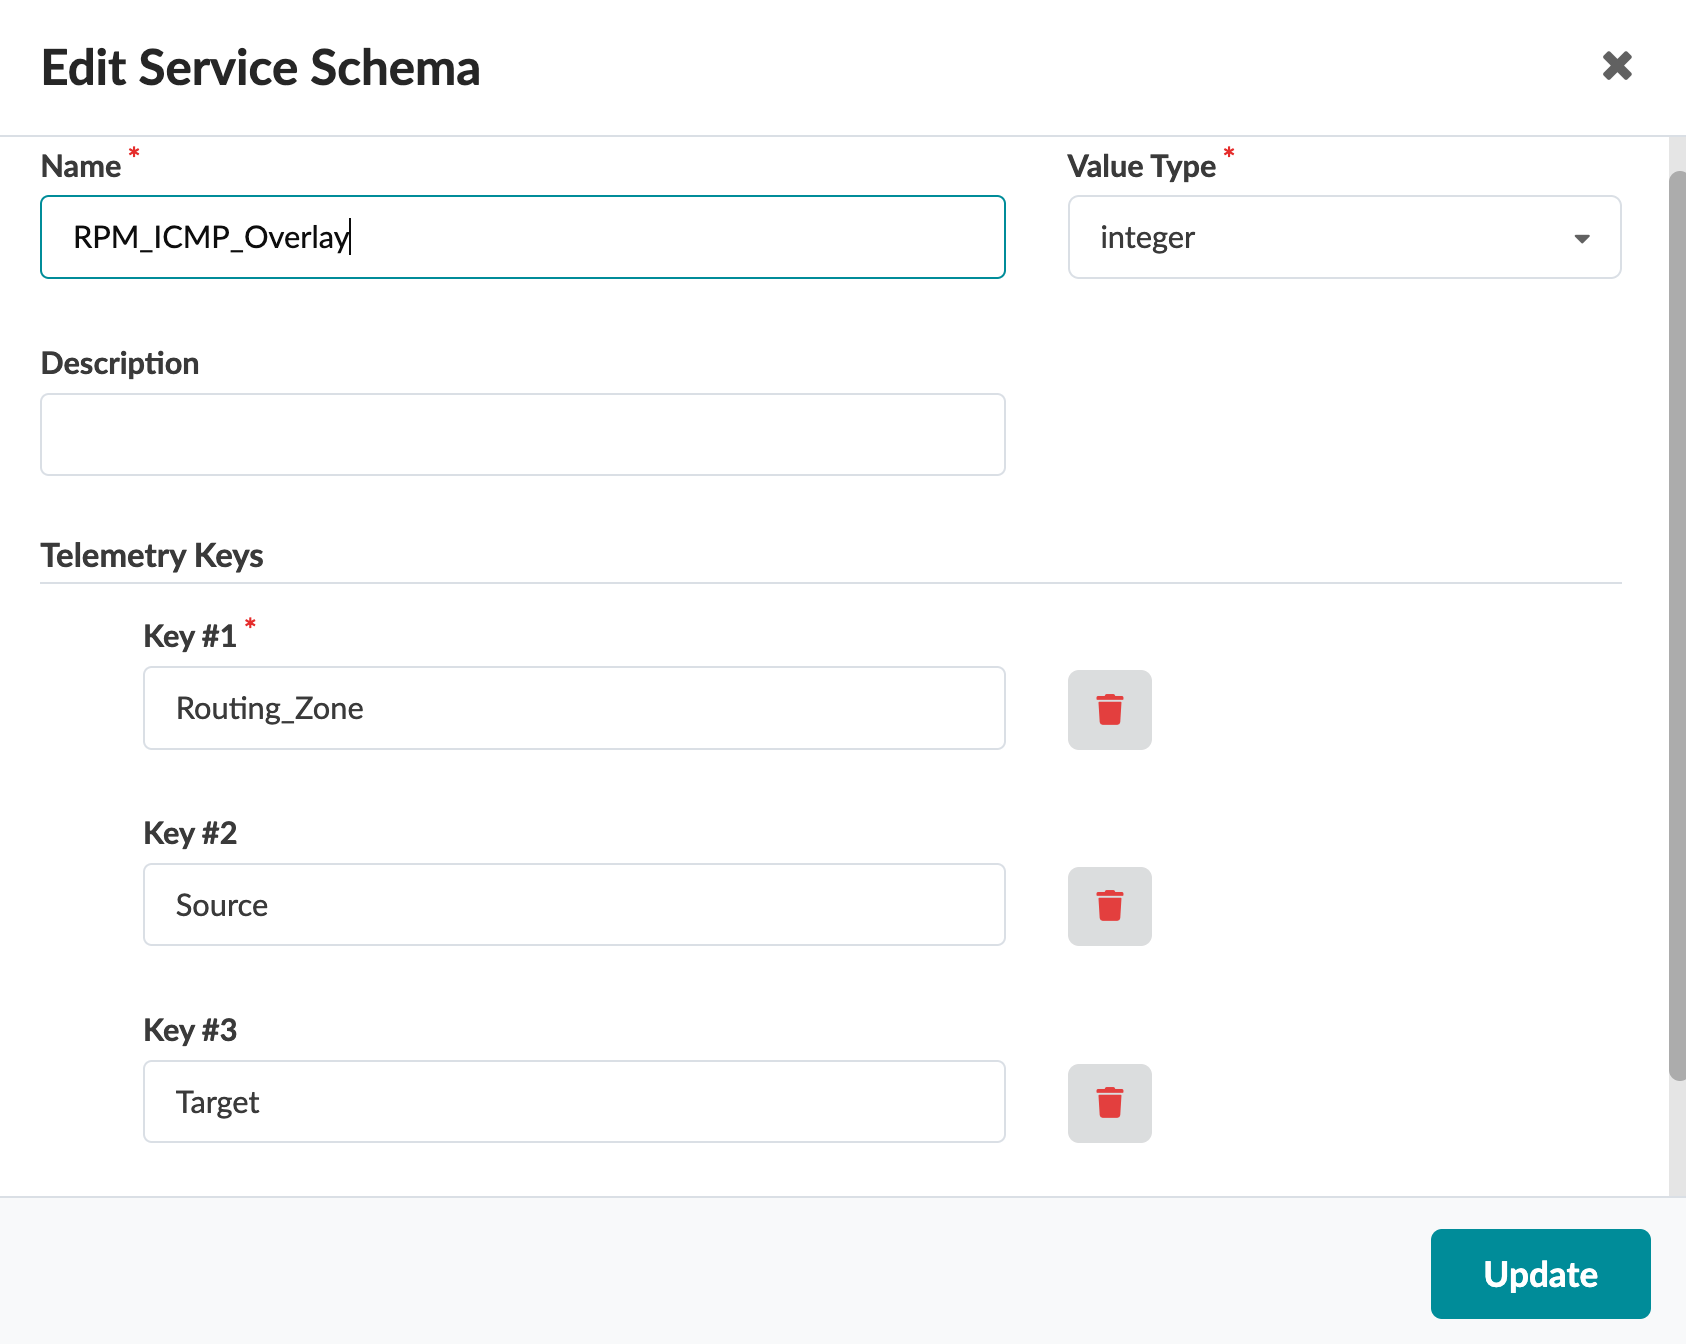 Edit Service Schema
Name *
Value Type *
RPM_ICMP_Overlay
integer
Description
Telemetry Keys
Key #1 *
Routing_Zone
Key #2
Source
Key #3
Target
Update